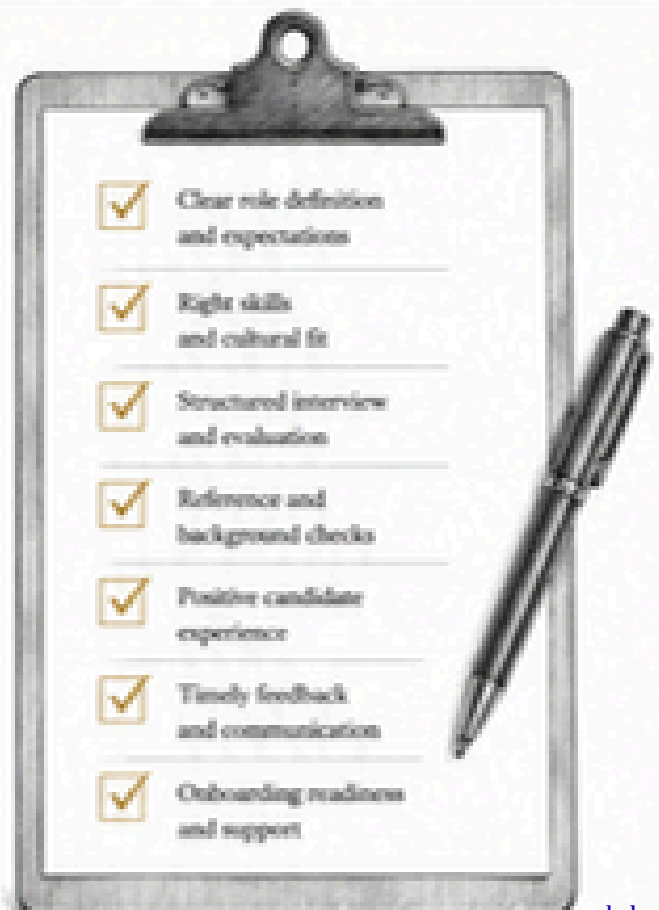 Clear role definition
and expectations
Right skills
and cultural fit
Structured interview
and evaluation
Reference and
background checks
Positive candidate
experience
Timely feedback
and communication
Onboarding readiness
and support